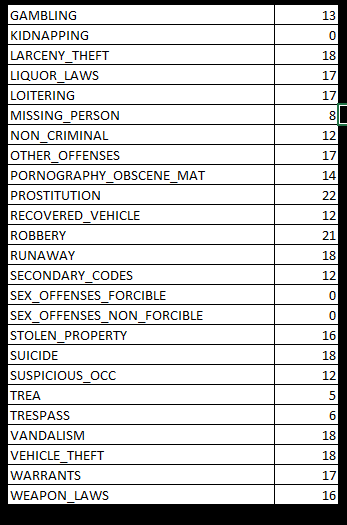 GAMBLING 13
KIDNAPPING 0
LARCENY_THEFT 18
LIQUOR_LAWS 17
LOITERING 17
MISSING_PERSON 8
NON_CRIMINAL 12
OTHER_OFFENSES 17
PORNOGRAPHY_OBSCENE_MAT 14
PROSTITUTION 22
RECOVERED_VEHICLE 12
ROBBERY 21
RUNAWAY 18
SECONDARY_CODES 12
SEX_OFFENSES_FORCIBLE 0
SEX_OFFENSES_NON_FORCIBLE 0
STOLEN_PROPERTY 16
SUICIDE 18
SUSPICIOUS_OCC 12
TREA 5
TRESPASS 6
VANDALISM 18
VEHICLE_THEFT 18
WARRANTS 17
WEAPON_LAWS 16